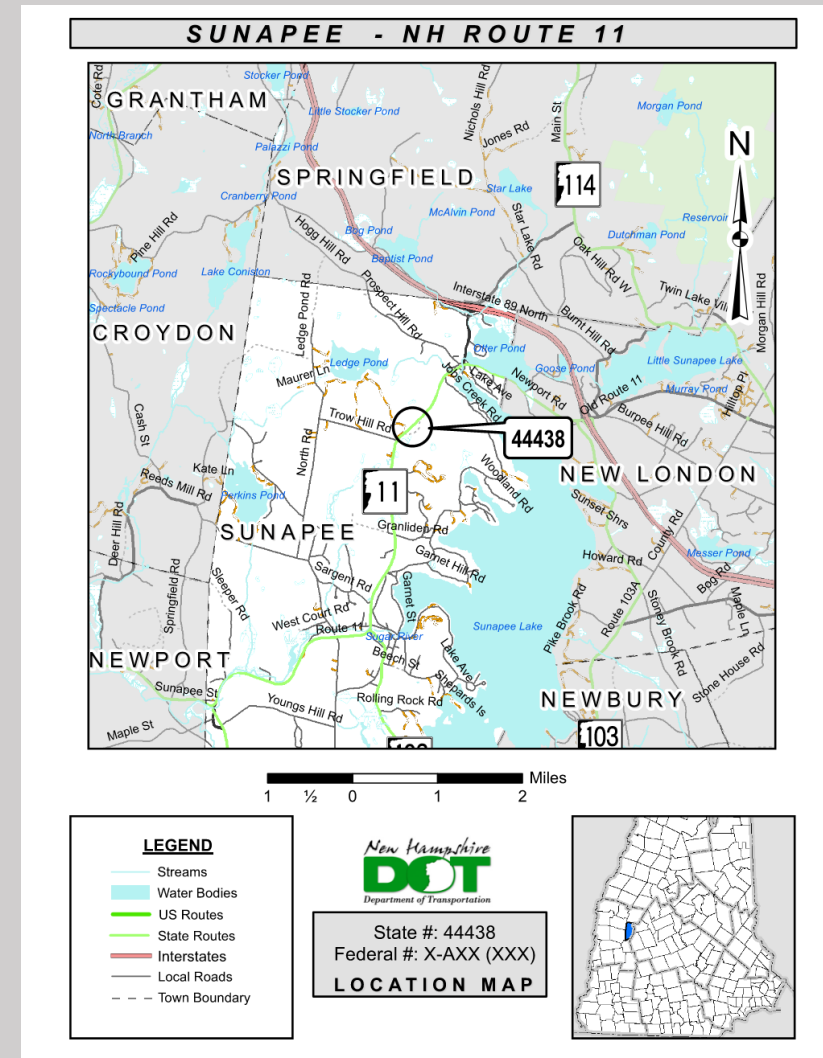 SUNAPEE - NH ROUTE 11
Cote Rd
GRANTHAM
Stocker Pond
Little Stocker Pond
Nichols Hill Rd
Jones Rd
Main St
Morgan Pond
North Branch
Palazzi Pond
N
SPRINGFIELD
114
Cranberry Pond
Star Lake
McAlvin Pond
Star Lake Rd
Reservoir
Pine Hill Rd
Hogg Hill Rd
Bog Pond
Dutchman Pond
Oak Hill Rd W
Rockybound Pond
Lake Coniston
Baptist Pond
Prospect Hill Rd
Interstate 89 North
Twin Lake Vil
Morgan Hill Rd
Spectacle Pond
Ledge Pond Rd
Burnt Hill Rd
CROYDON
Otter Pond
Goose Pond
Little Sunapee Lake
Ledge Pond
Maurer Ln
Jobs Creek Rd
Lake Ave
Newport Rd
Old Route 11
Murray Pond
Hilltop Pl
Cash St
Trow Hill Rd
Burpee Hill Rd
44438
North Rd
Kate Ln
Reeds Mill Rd
Perkins Pond
11
Woodland Rd
NEW LONDON
Sunset Shrs
County Rd
Deer Hill Rd
SUNAPEE
Granliden Rd
Garnet Hill Rd
Howard Rd
Messer Pond
Bog Rd
Springfield Rd
Sleeper Rd
Sargent Rd
Garnet St
Pike Brook Rd
Route 103A
Stoney Brook Rd
Maple Ln
West Court Rd
Route 11
Sugar River
Sunapee Lake
Beech St
Lake Ave
Stone House Rd
NEWPORT
Sunapee St
Shepards Is
Youngs Hill Rd
Rolling Rock Rd
NEWBURY
Maple St
103
Miles
1 ½ 0 1 2
LEGEND
Streams
Water Bodies
US Routes
State Routes
Interstates
Local Roads
Town Boundary
New Hampshire
DOT
Department of Transportation
State #: 44438
Federal #: X-AXX (XXX)
LOCATION MAP